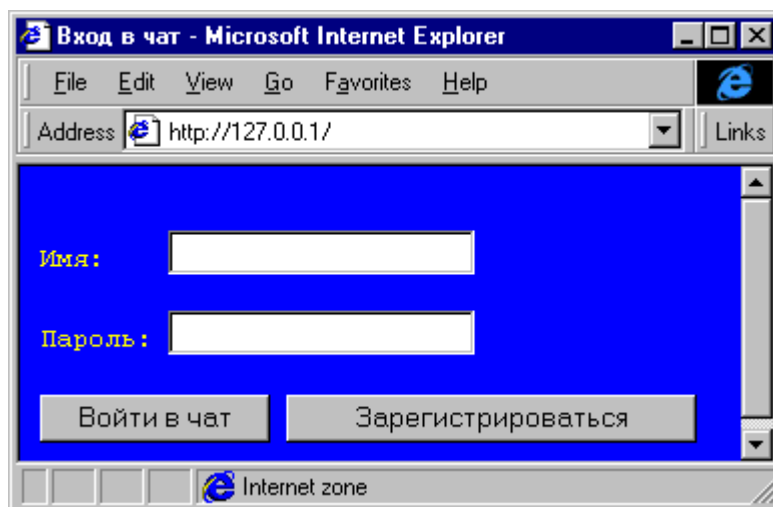 Вход в чат - Microsoft Internet Explorer
File Edit View Go Favorites Help
Address http://127.0.0.1/ Links
Имя:
Пароль:
Войти в чат Зарегистрироваться
Internet zone